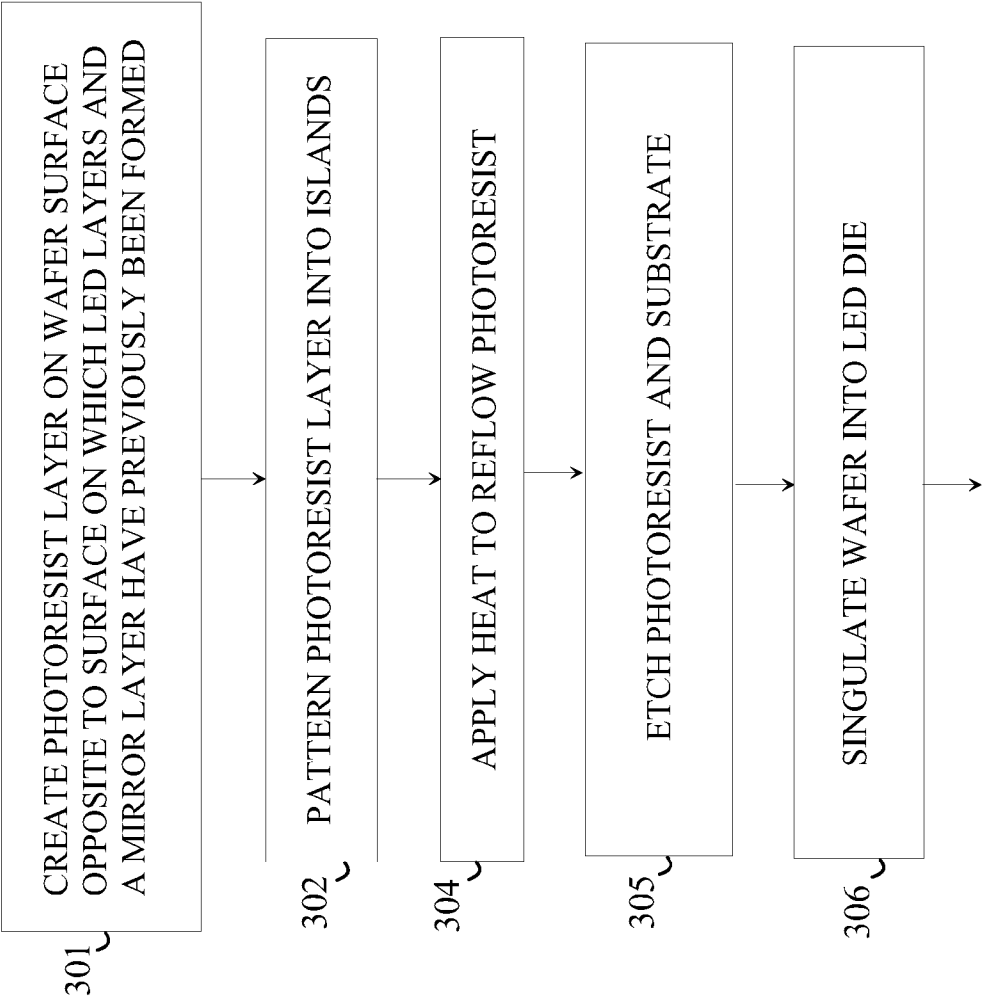 CREATE PHOTORESIST LAYER ON WAFER SURFACE
OPPOSITE TO SURFACE ON WHICH LED LAYERS AND
A MIRROR LAYER HAVE PREVIOUSLY BEEN FORMED
301
PATTERN PHOTORESIST LAYER INTO ISLANDS
302
APPLY HEAT TO REFLOW PHOTORESIST
304
ETCH PHOTORESIST AND SUBSTRATE
305
SINGULATE WAFER INTO LED DIE
306